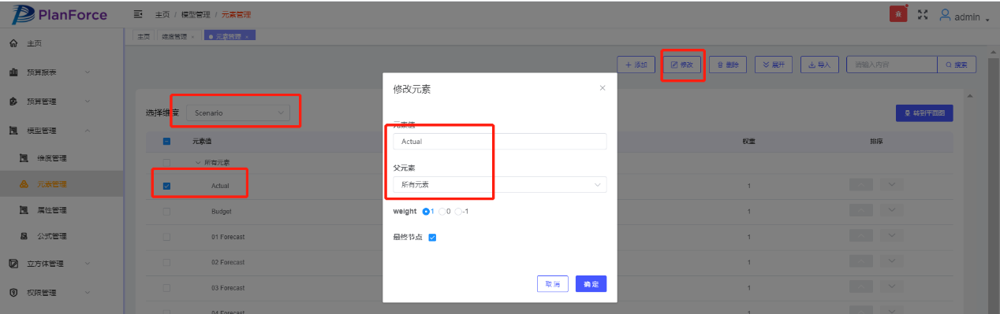 PlanForce
主页 / 模型管理 / 元素管理
admin
主页
维度管理 ×
元素管理 ×
主页
预算报表
预算管理
模型管理
维度管理
元素管理
属性管理
公式管理
立方体管理
权限管理
添加
修改
删除
展开
导入
请输入内容
搜索
选择维度
Scenario
转到平面图
元素值
权重
排序
所有元素
Actual
1
Budget
1
01 Forecast
1
02 Forecast
1
03 Forecast
1
04 Forecast
修改元素
元素值
Actual
父元素
所有元素
weight 1 0 -1
最终节点
取消
确定